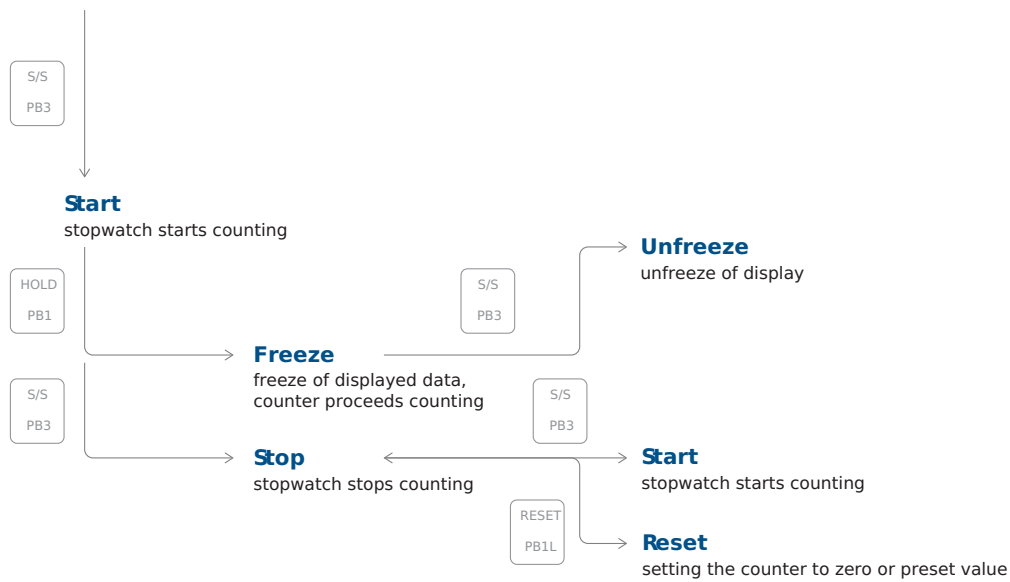 S/S
PB3
Start
stopwatch starts counting
HOLD
PB1
S/S
PB3
Unfreeze
unfreeze of display
Freeze
freeze of displayed data,
counter proceeds counting
S/S
PB3
S/S
PB3
Stop
stopwatch stops counting
Start
stopwatch starts counting
RESET
PB1L
Reset
setting the counter to zero or preset value